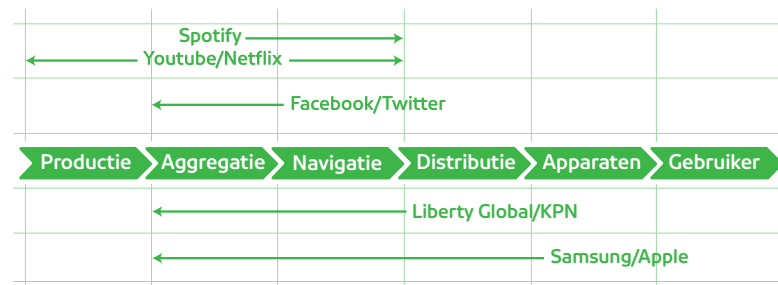 Spotify
Youtube/Netflix
Facebook/Twitter
Productie Aggregatie Navigatie Distributie Apparaten Gebruiker
Liberty Global/KPN
Samsung/Apple